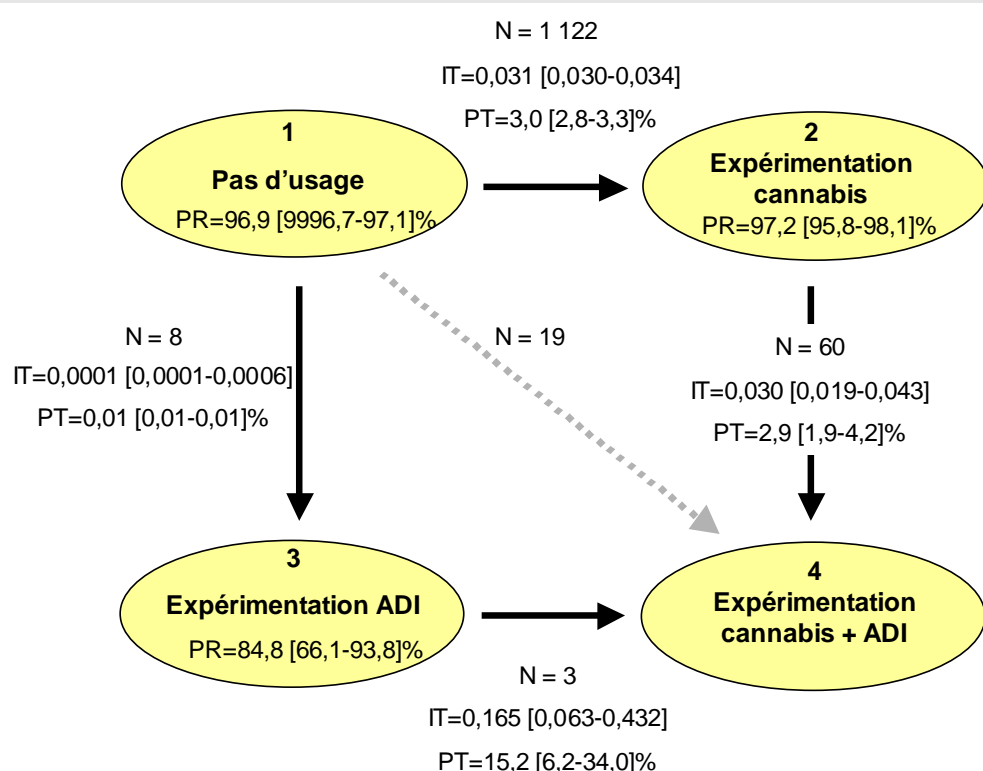 N = 1 122
IT=0,031 [0,030-0,034]
PT=3,0 [2,8-3,3]%
1
Pas d'usage
PR=96,9 [9996,7-97,1]%
2
Expérimentation
cannabis
PR=97,2 [95,8-98,1]%
N = 8
IT=0,0001 [0,0001-0,0006]
PT=0,01 [0,01-0,01]%
N = 19
N = 60
IT=0,030 [0,019-0,043]
PT=2,9 [1,9-4,2]%
3
Expérimentation ADI
PR=84,8 [66,1-93,8]%
4
Expérimentation
cannabis + ADI
N = 3
IT=0,165 [0,063-0,432]
PT=15,2 [6,2-34,0]%